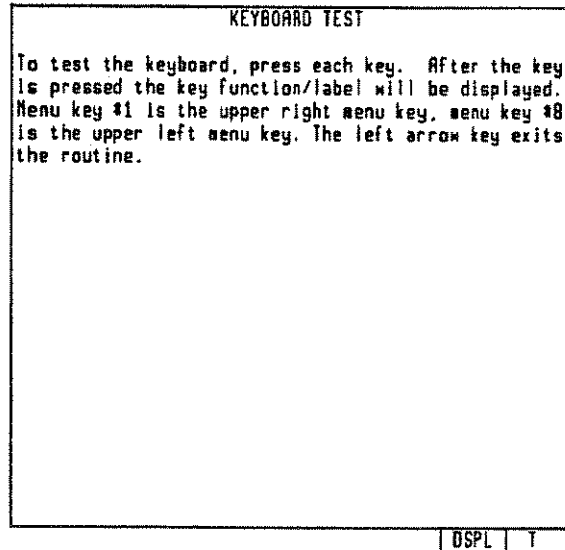 KEYBOARD TEST
To test the keyboard, press each key. After the key
is pressed the key function/label will be displayed.
Menu key #1 is the upper right menu key, menu key #8
is the upper left menu key. The left arrow key exits
the routine.
DSPL T